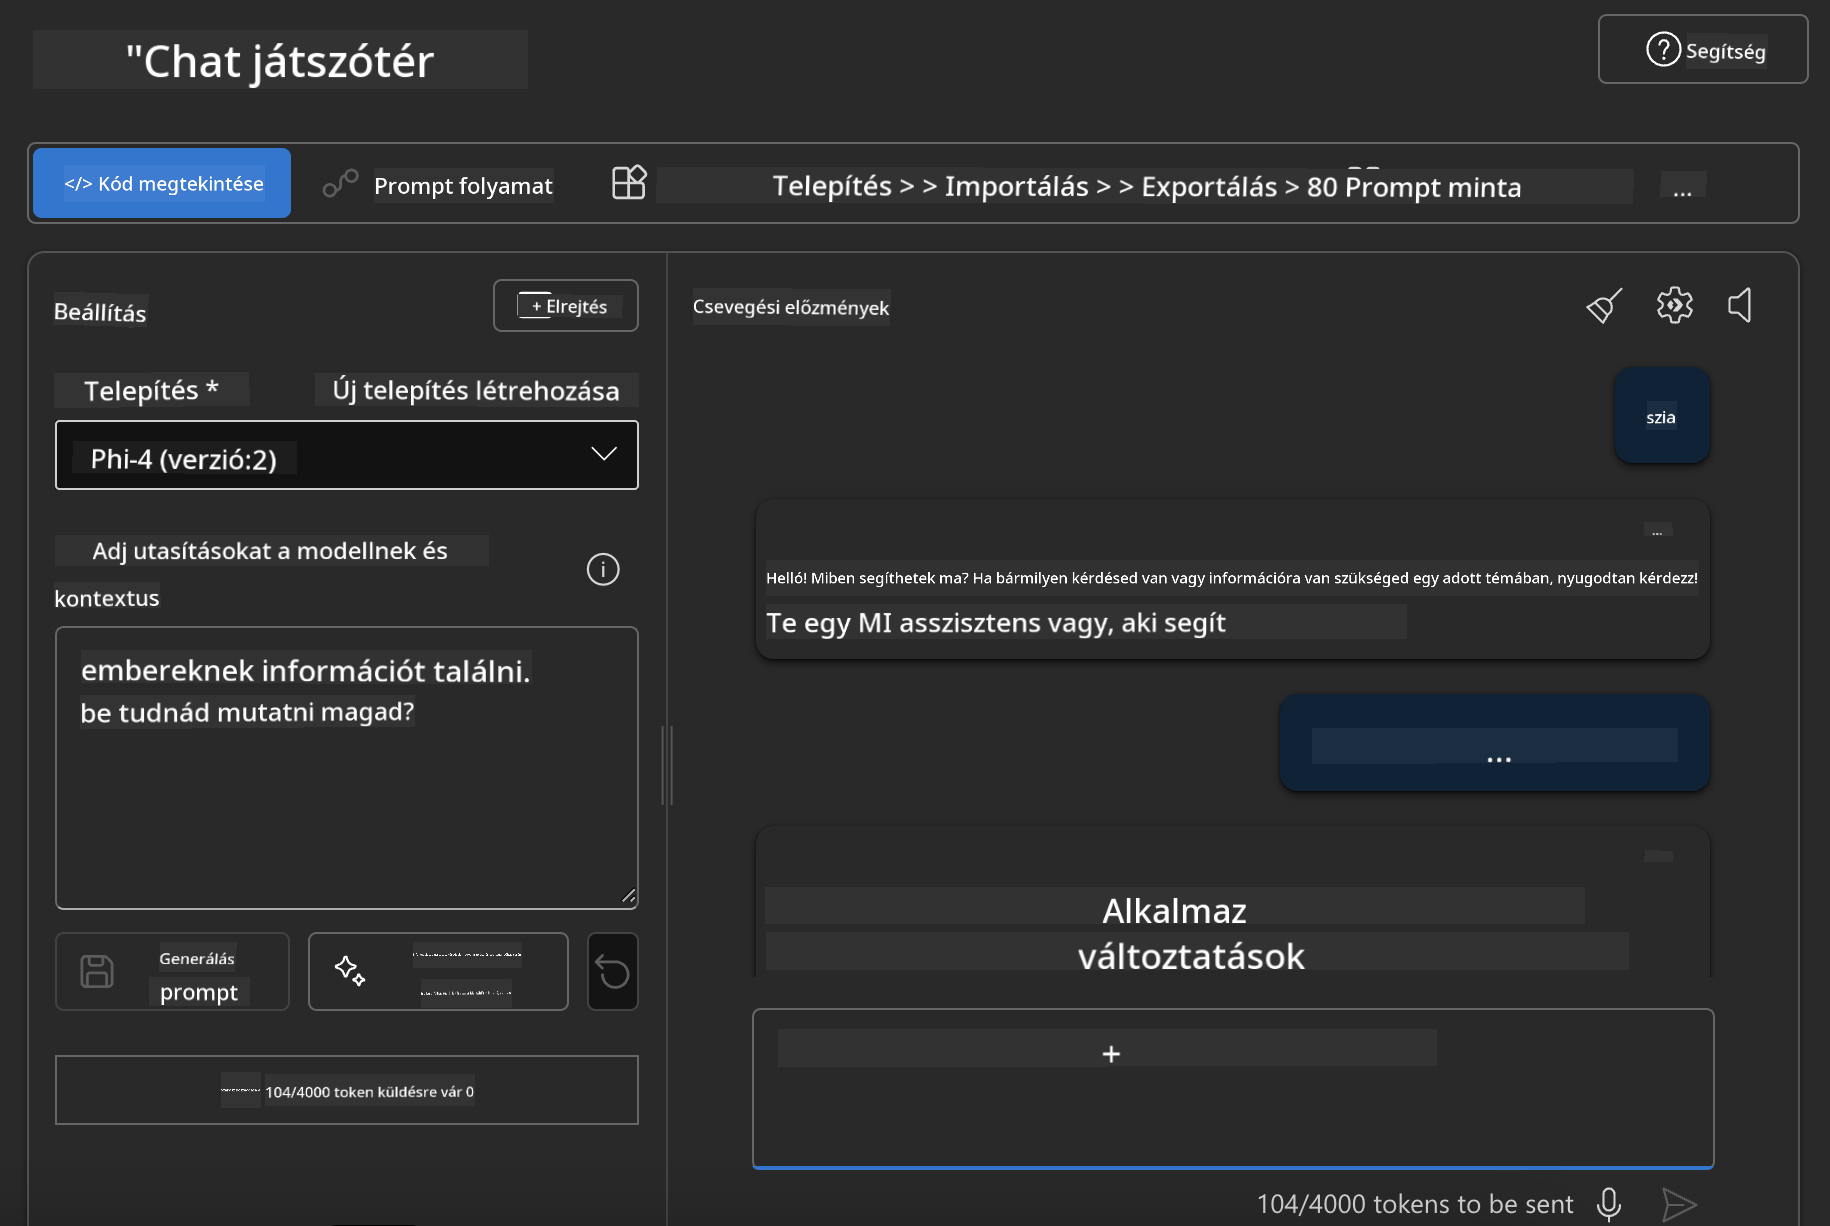 "Chat játszótér
Segítség
</> Kód megtekintése
Prompt folyamat
Telepítés > > Importálás > > Exportálás > 80 Prompt minta
...
Beállítás
+ Elrejtés
Csevegési előzmények
Telepítés *
Új telepítés létrehozása
Phi-4 (verzió:2)
Adj utasításokat a modellnek és
kontextus
embereknek információt találni.
be tudnád mutatni magad?
Generálás
prompt
104/4000 token küldésre vár 0
szia
...
Helló! Miben segíthetek ma? Ha bármilyen kérdésed van vagy információra van szükséged egy adott témában, nyugodtan kérdezz!
Te egy MI asszisztens vagy, aki segít
...
Alkalmaz
változtatások
+
104/4000 tokens to be sent